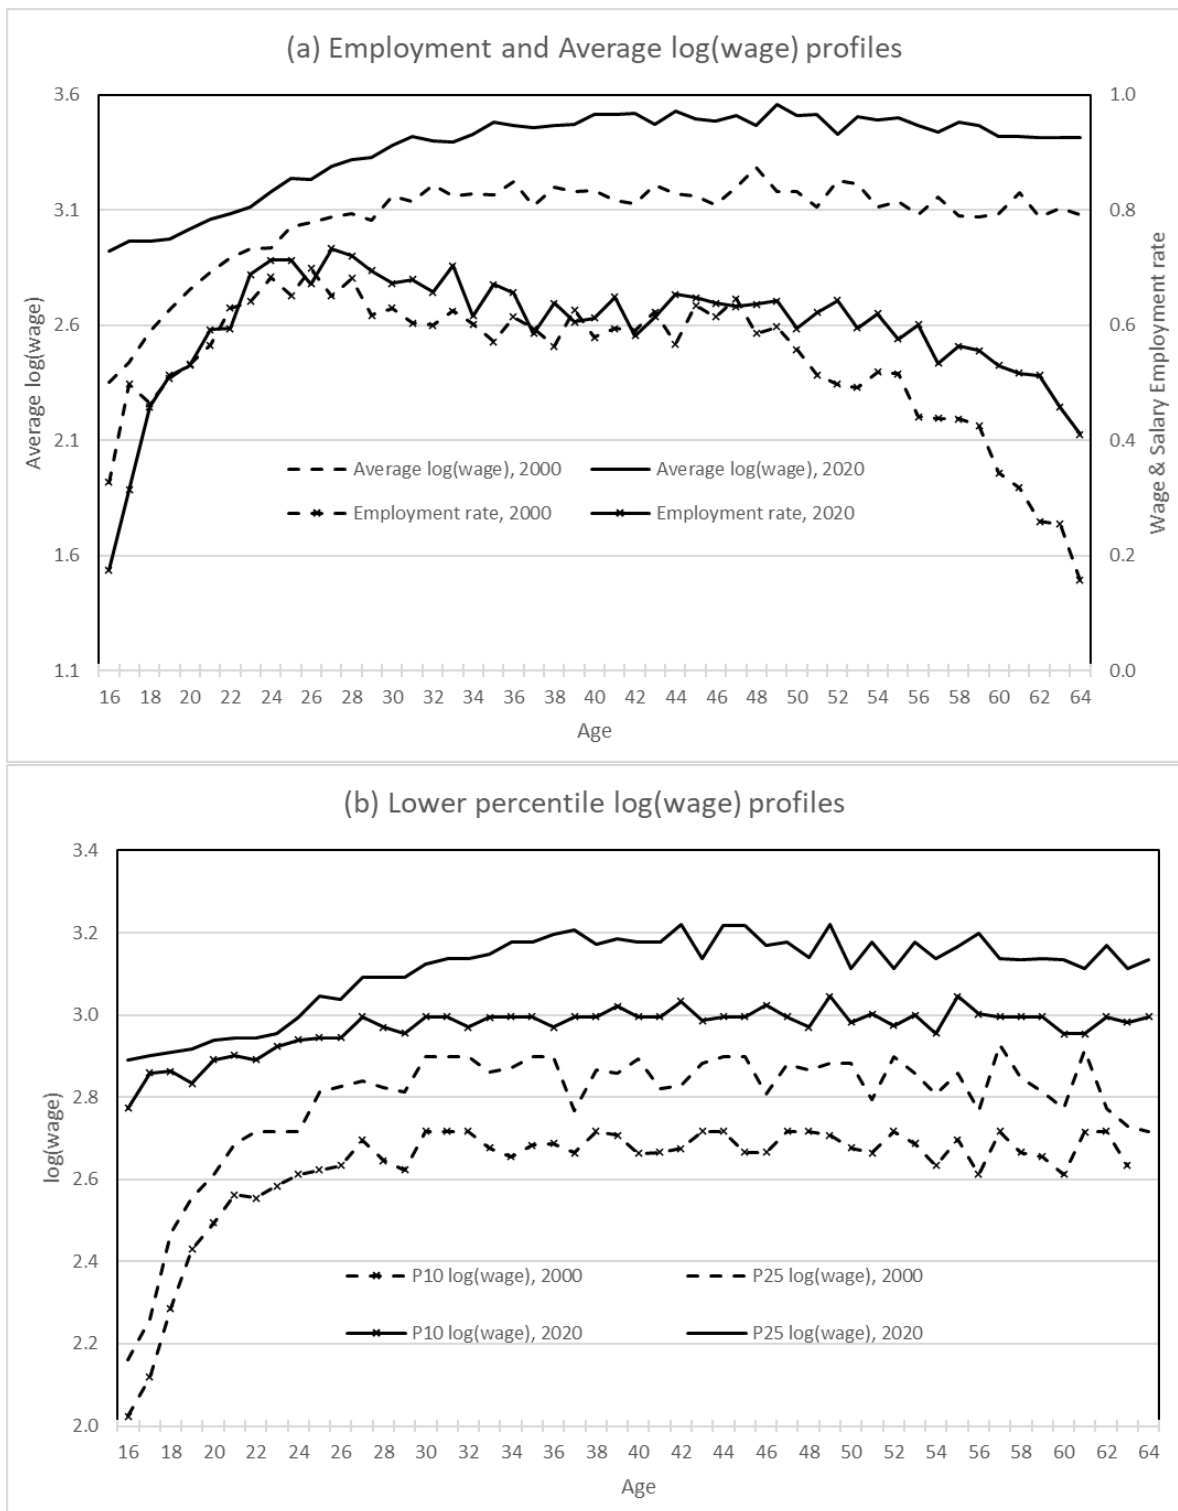 (a) Employment and Average log(wage) profiles
3.6
3.1
2.6
2.1
1.6
1.1
Average log(wage)
1.0
0.8
0.6
0.4
0.2
0.0
Wage & Salary Employment rate
Average log(wage), 2000
Average log(wage), 2020
Employment rate, 2000
Employment rate, 2020
16 18 20 22 24 26 28 30 32 34 36 38 40 42 44 46 48 50 52 54 56 58 60 62 64
Age
(b) Lower percentile log(wage) profiles
3.4
3.2
3.0
2.8
2.6
2.4
2.2
2.0
log(wage)
P10 log(wage), 2000
P25 log(wage), 2000
P10 log(wage), 2020
P25 log(wage), 2020
16 18 20 22 24 26 28 30 32 34 36 38 40 42 44 46 48 50 52 54 56 58 60 62 64
Age